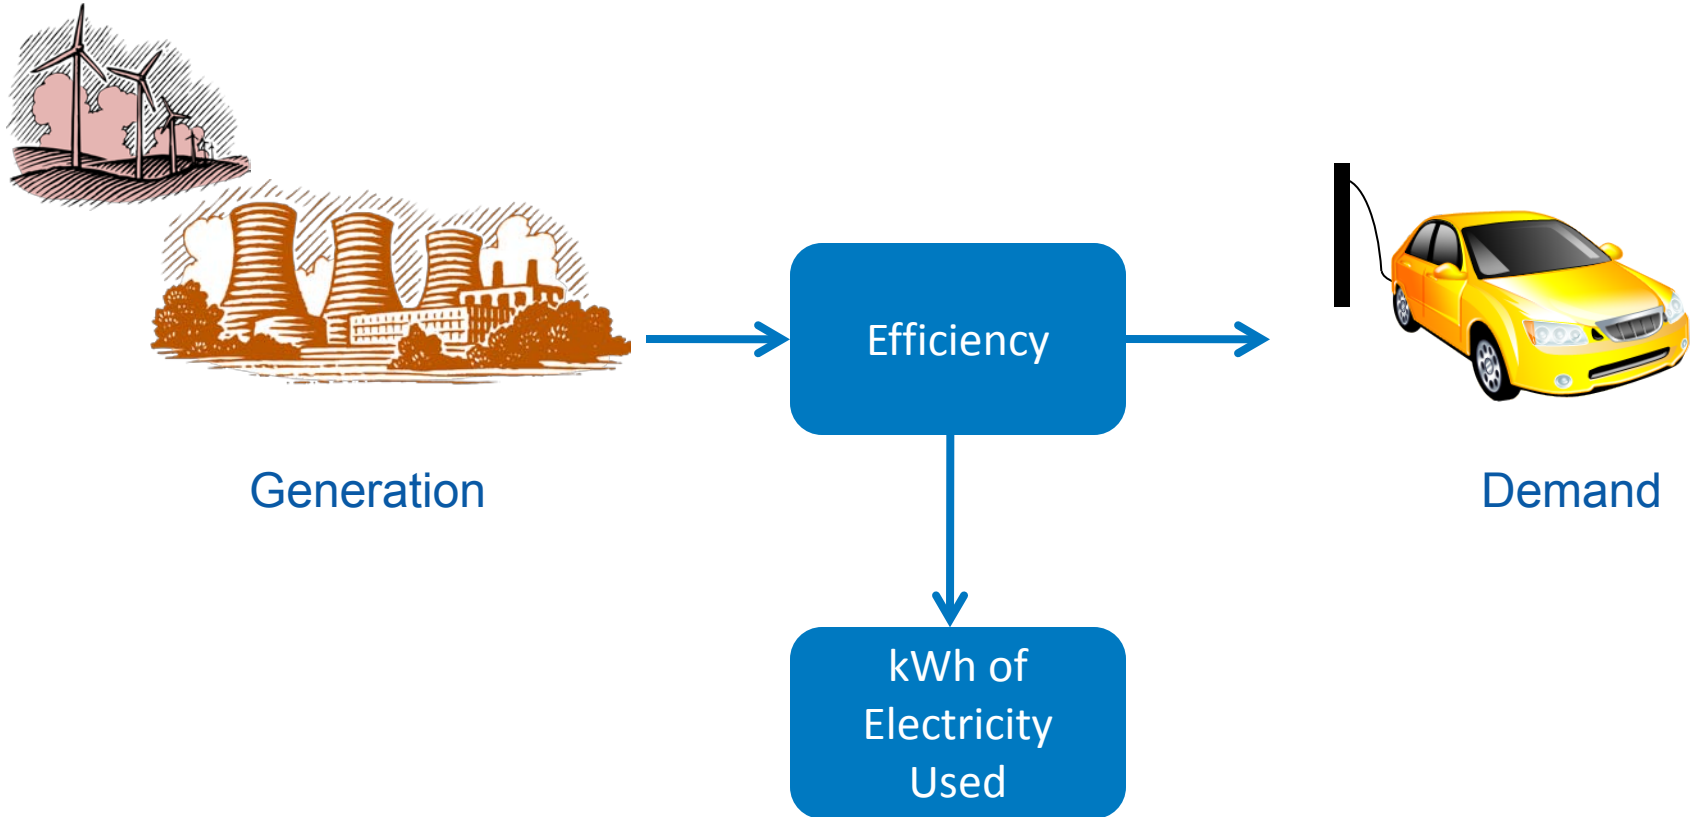 Efficiency
Generation
Demand
kWh of
Electricity
Used